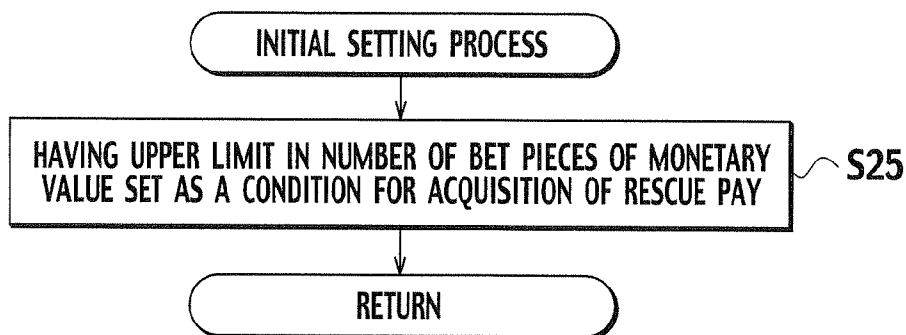 INITIAL SETTING PROCESS
HAVING UPPER LIMIT IN NUMBER OF BET PIECES OF MONETARY
VALUE SET AS A CONDITION FOR ACQUISITION OF RESCUE PAY
S25
RETURN